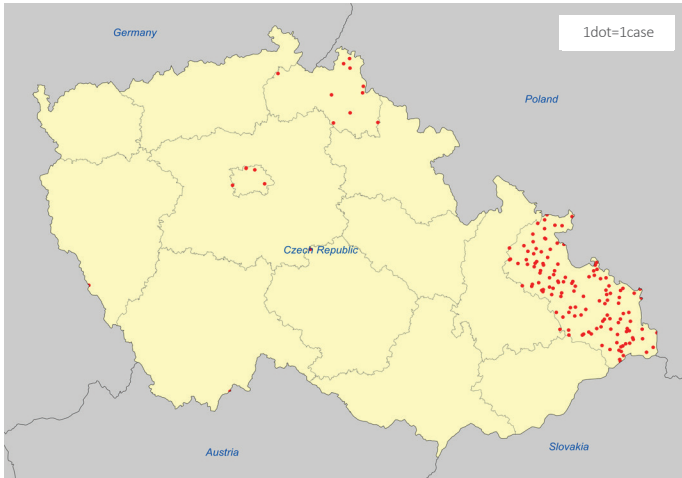 Germany
1dot=1case
Poland
Czech Republic
Austria
Slovakia